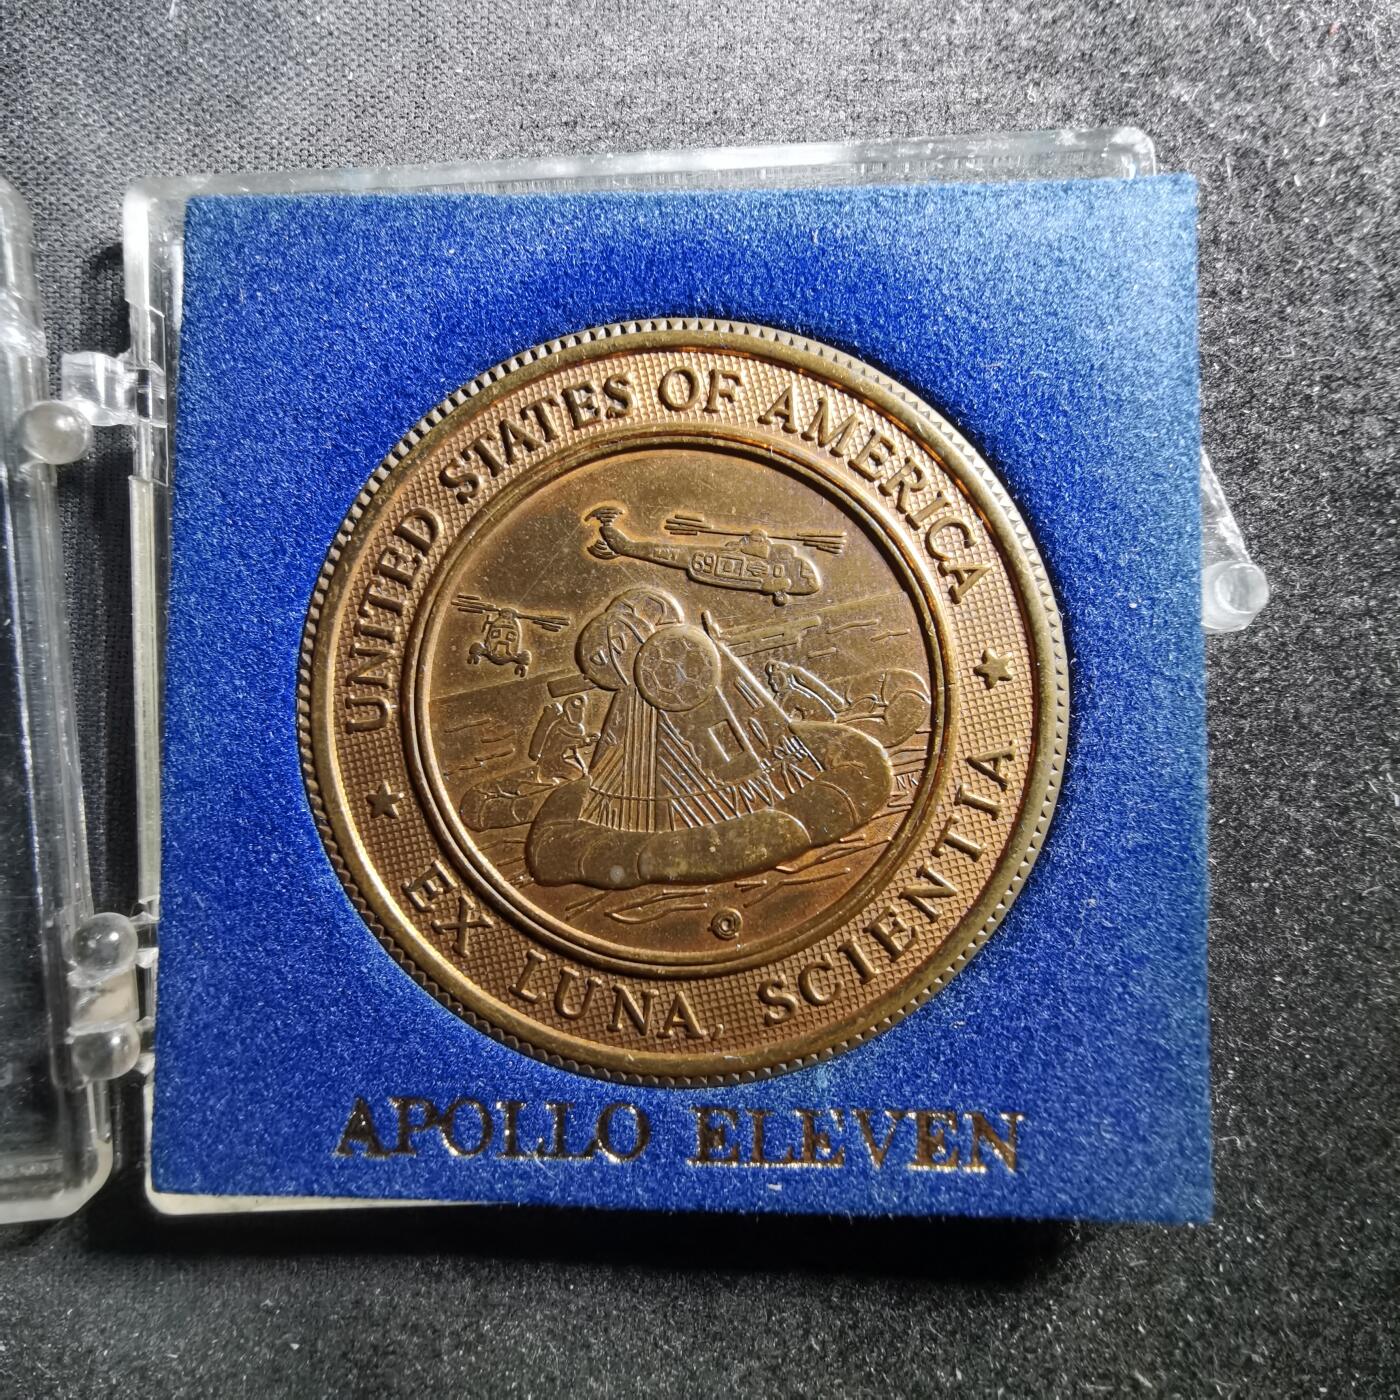 UNITED STATES OF AMERICA
69
EX LUNA, SCIENTIA
APOLLO ELEVEN